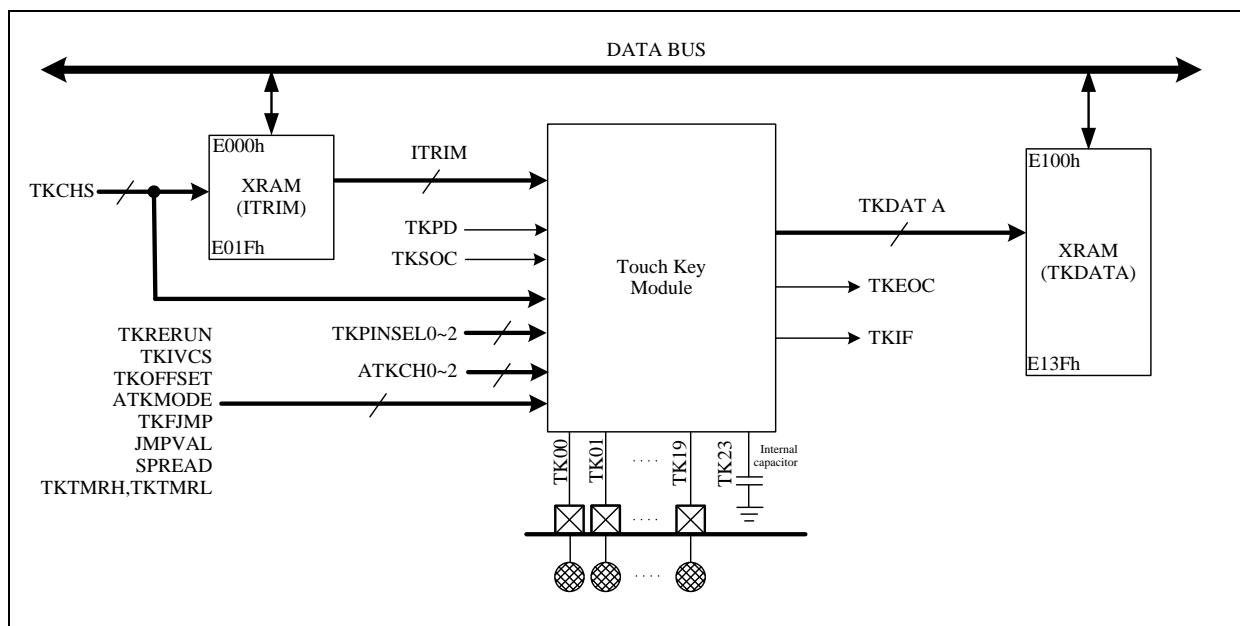 DATA BUS
E000h
XRAM
(ITRIM)
E01Fh
TKCHS
ITRIM
TKPD
TKSOC
TKPINSEL0~2
ATKCH0~2
TKRERUN
TKIVCS
TKOFFSET
ATKMODE
TKFJMP
JMPVAL
SPREAD
TKTMRH,TKTMRL
Touch Key
Module
TKDAT A
TKEOC
TKIF
E100h
XRAM
(TKDATA)
E13Fh
TK00
TK01
. . . .
TK19
TK23
Internal
capacitor
. . . .
. . . .